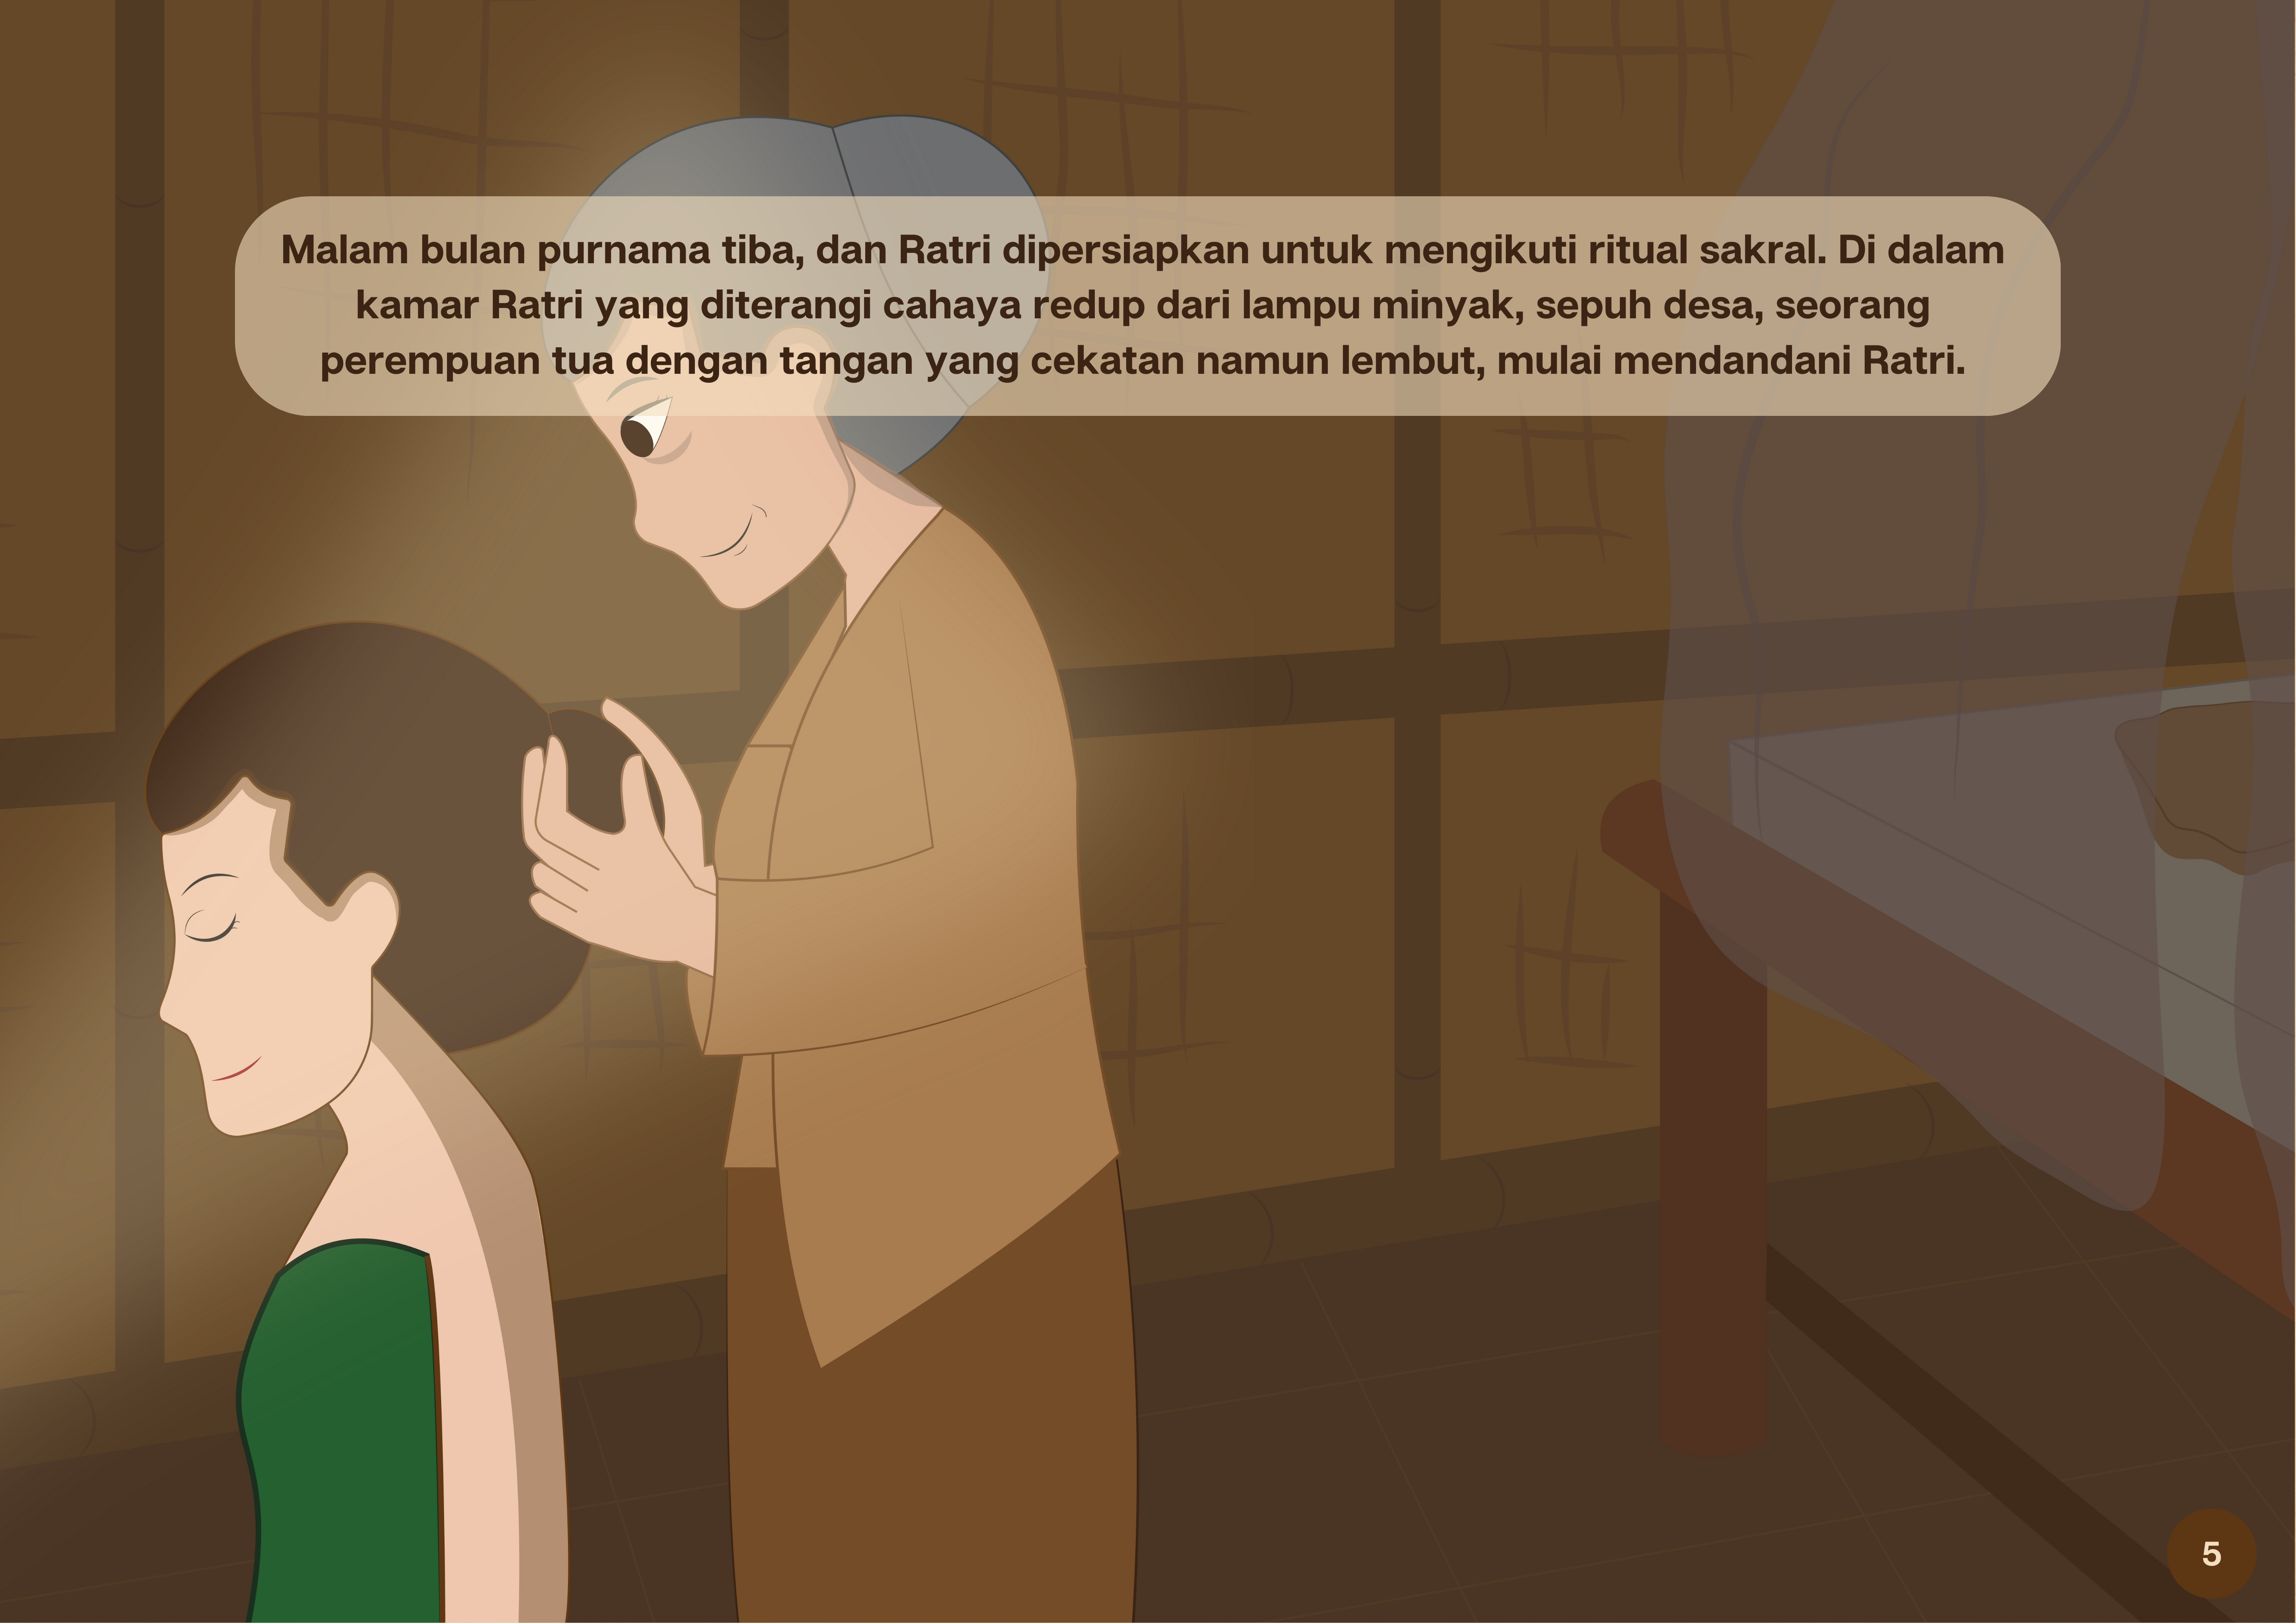 Malam bulan purnama tiba, dan Ratri dipersiapkan untuk mengikuti ritual sakral. Di dalam
kamar Ratri yang diterangi cahaya redup dari lampu minyak, sepuh desa, seorang
perempuan tua dengan tangan yang cekatan namun lembut, mulai mendandani Ratri.
5